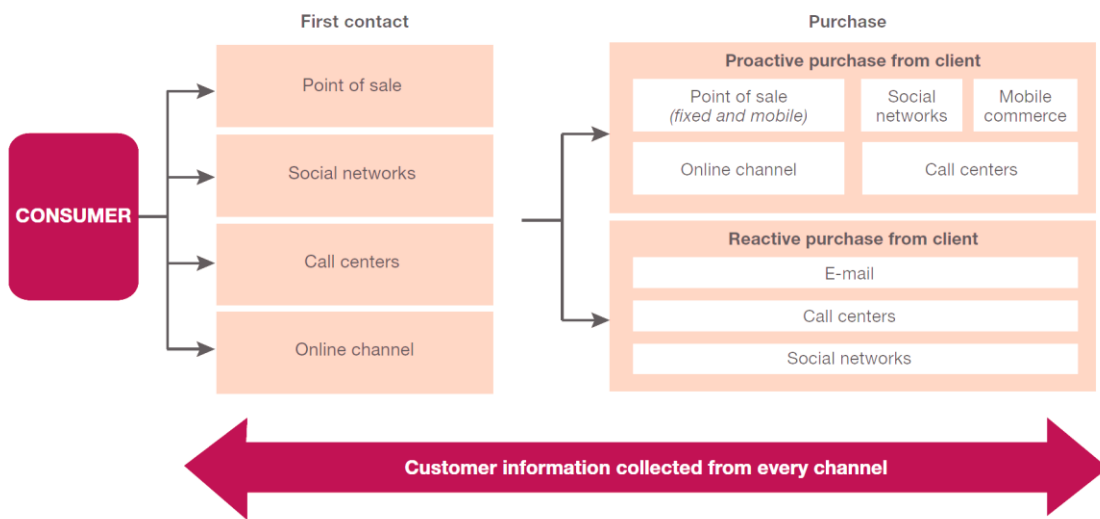 First contact
Purchase
CONSUMER
Point of sale
Social networks
Call centers
Online channel
Proactive purchase from client
Point of sale
(fixed and mobile)
Social
networks
Mobile
commerce
Online channel
Call centers
Reactive purchase from client
E-mail
Call centers
Social networks
Customer information collected from every channel